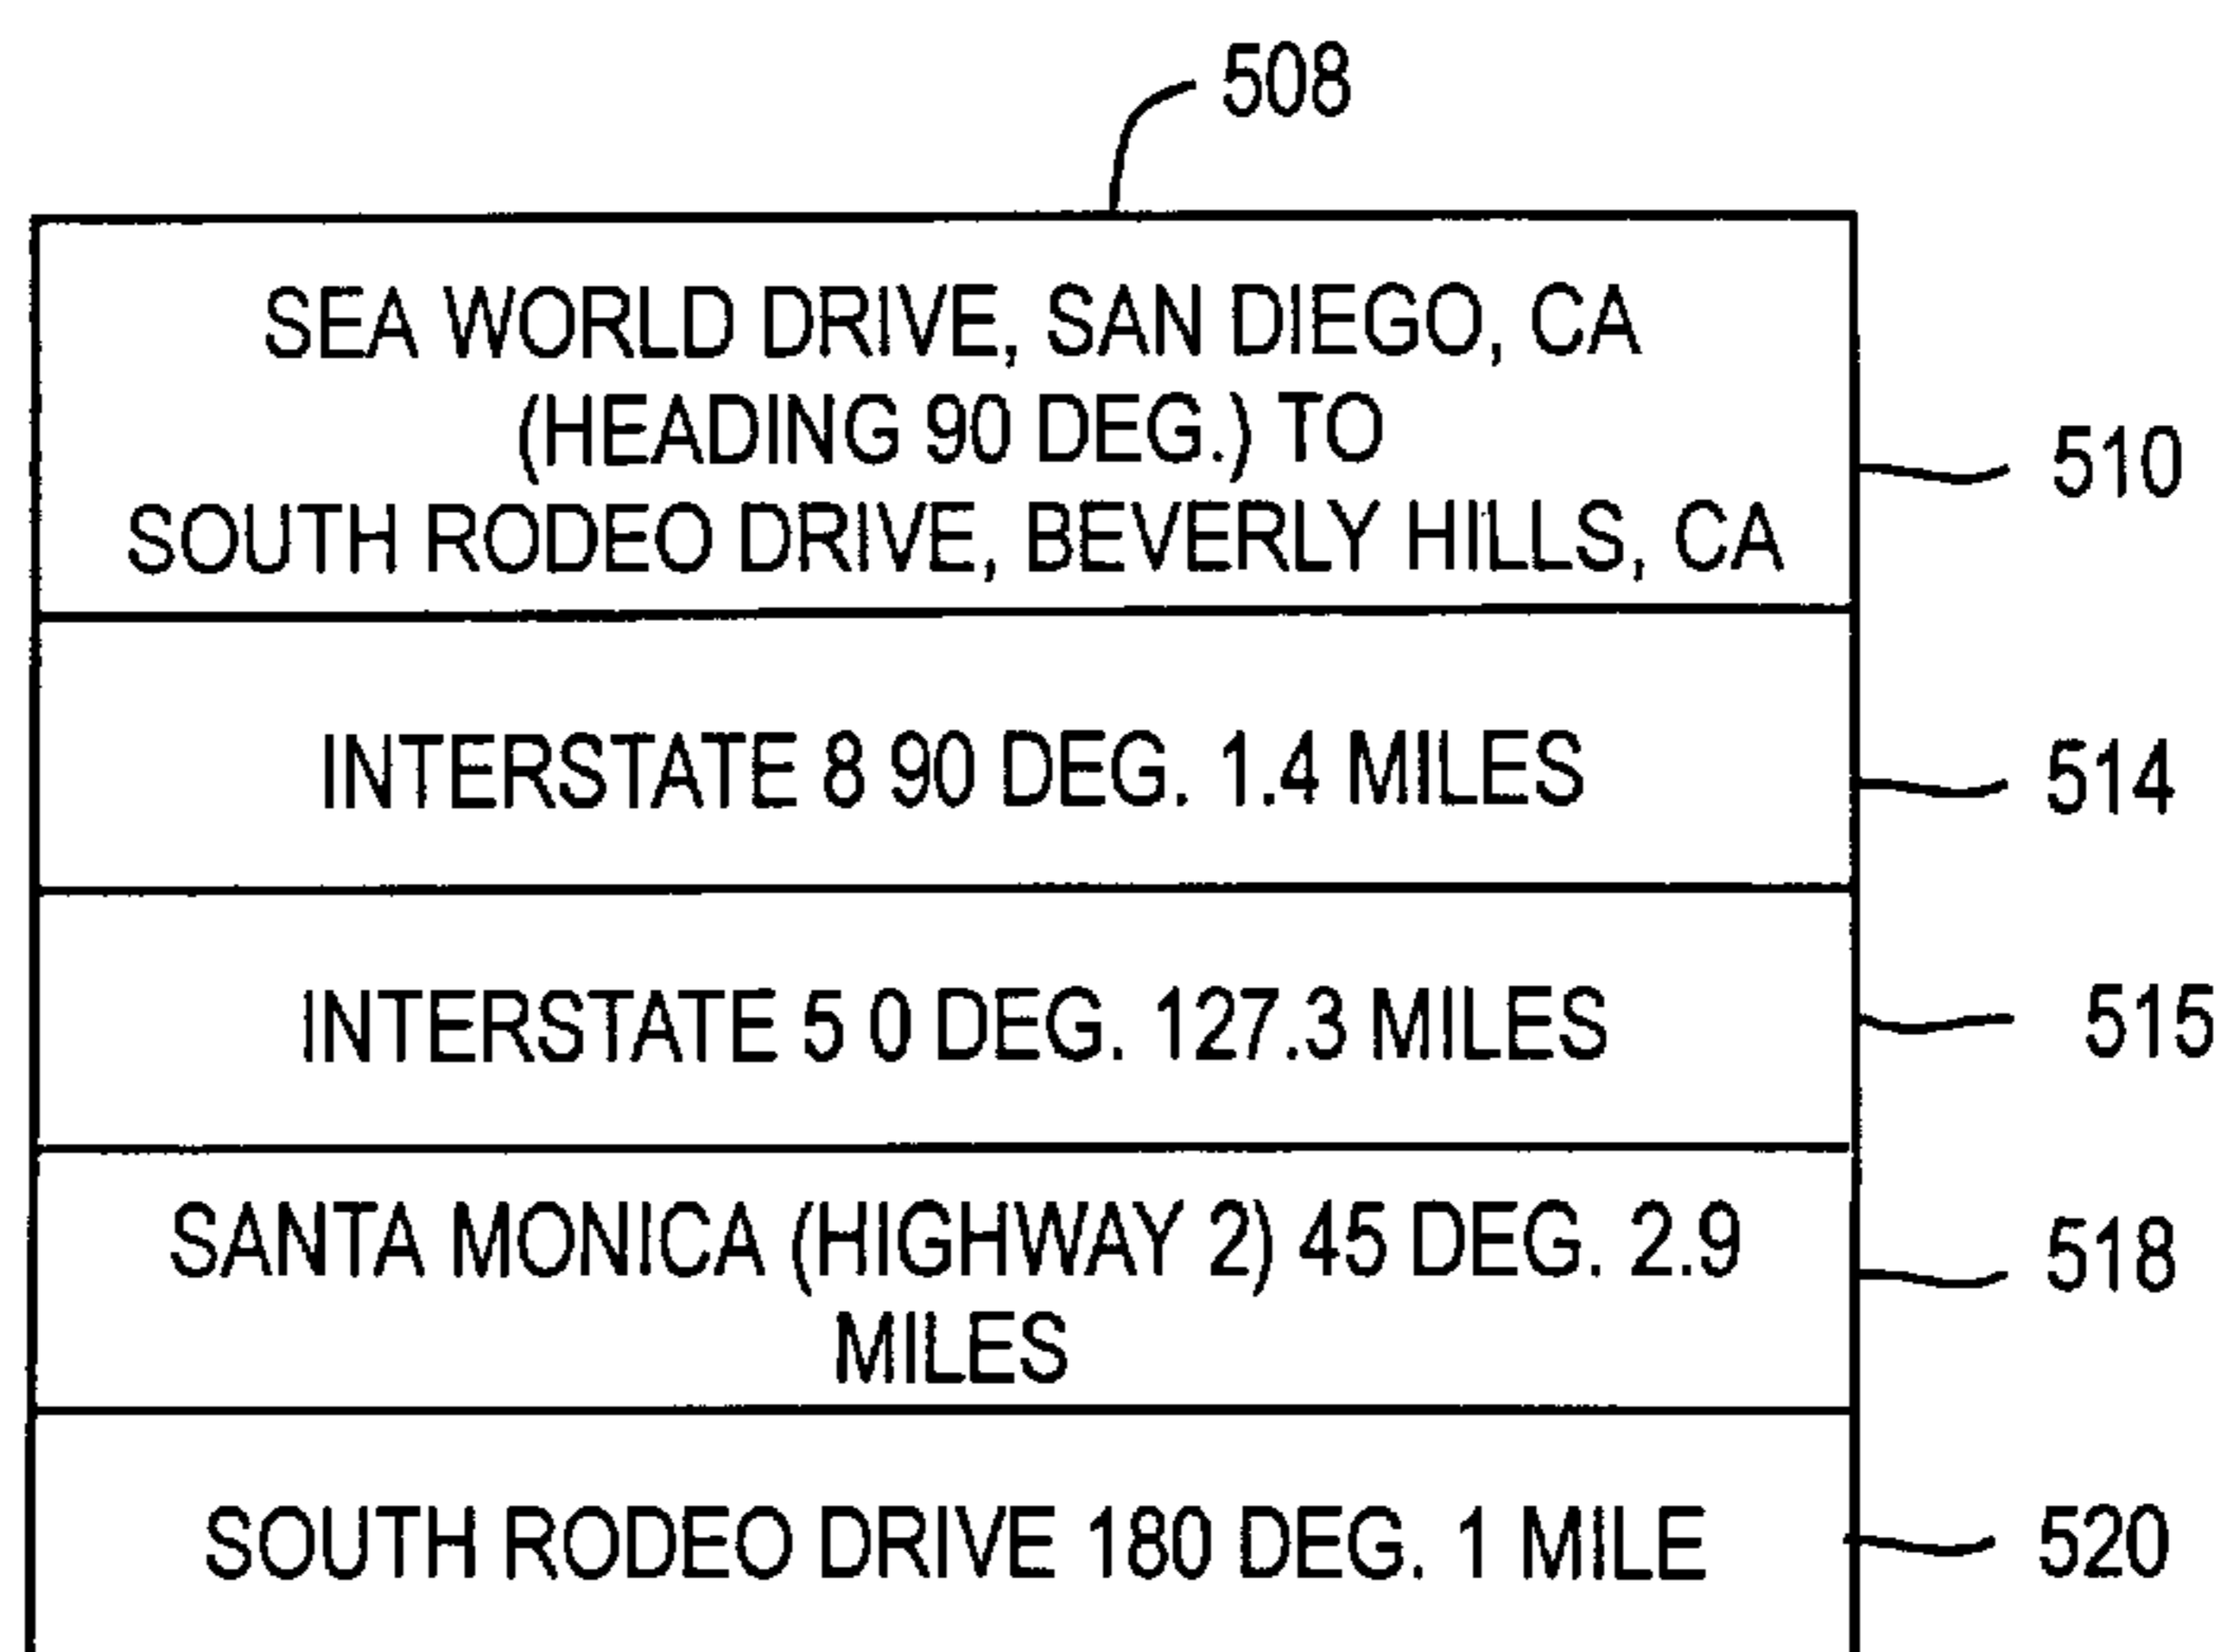 508
SEA WORLD DRIVE, SAN DIEGO, CA
(HEADING 90 DEG.) TO
SOUTH RODEO DRIVE, BEVERLY HILLS, CA
510
INTERSTATE 8 90 DEG. 1.4 MILES
514
INTERSTATE 5 0 DEG. 127.3 MILES
515
SANTA MONICA (HIGHWAY 2) 45 DEG. 2.9
MILES
518
SOUTH RODEO DRIVE 180 DEG. 1 MILE
520